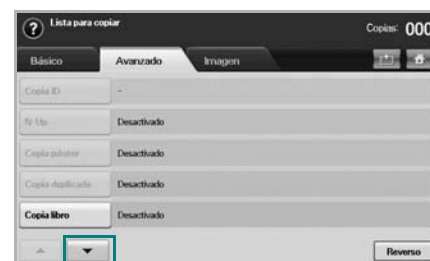 Lista para copiar
Copias: 000
Básico Avanzado Imagen
Copia ID -
N-Up Desactivado
Copia póster Desactivado
Copia duplicado Desactivado
Copia libro Desactivado
Reverso